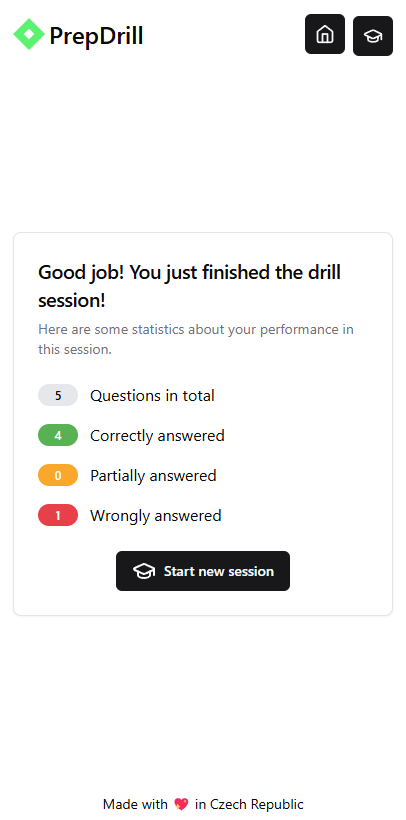 PrepDrill
Good job! You just finished the drill
session!
Here are some statistics about your performance in
this session.
5 Questions in total
4 Correctly answered
0 Partially answered
1 Wrongly answered
Start new session
Made with 💖 in Czech Republic